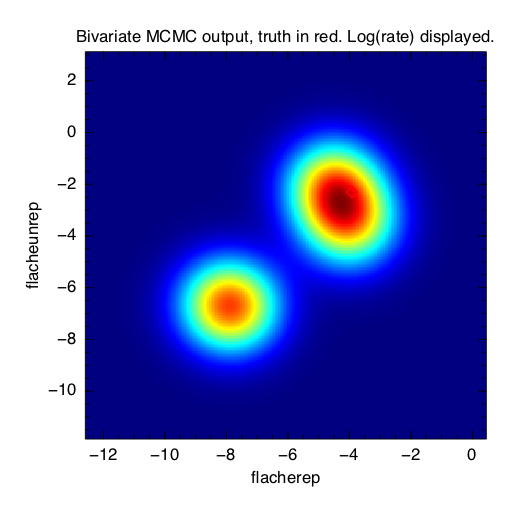 Bivariate MCMC output, truth in red. Log(rate) displayed.
2
0
−2
−4
−6
−8
−10
flacheunrep
−12 −10 −8 −6 −4 −2 0
flacherep